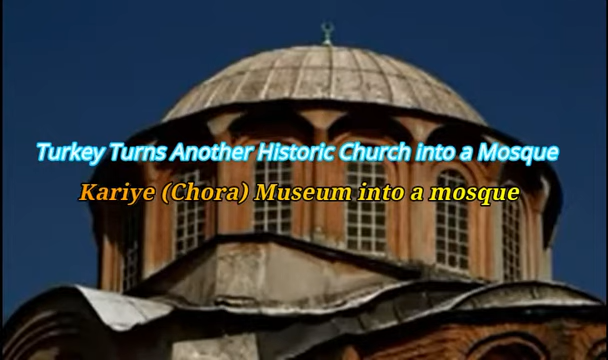 Turkey Turns Another Historic Church into a Mosque
Kariye (Chora) Museum into a mosque